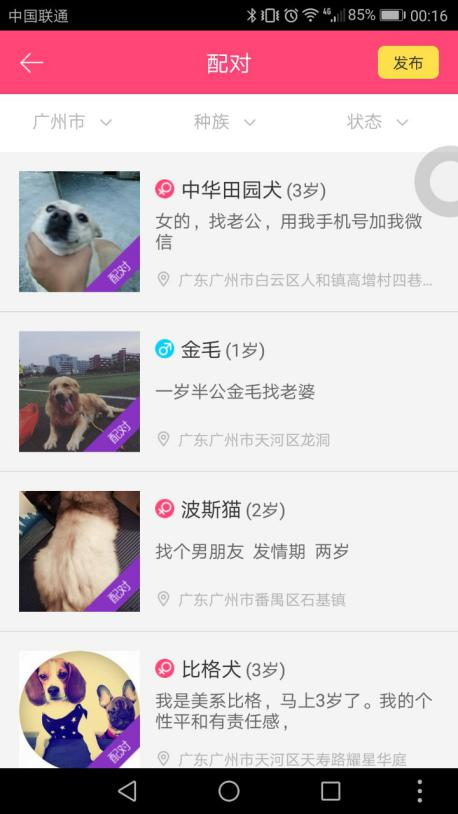 中国联通 4G 85% 00:16
配对 发布
广州市 种族 状态
中华田园犬 (3岁)
女的，找老公，用我手机号加我微
信
广东广州市白云区人和镇高增村四巷...
配对
金毛 (1岁)
一岁半公金毛找老婆
广东广州市天河区龙洞
配对
波斯猫 (2岁)
找个男朋友 发情期 两岁
广东广州市番禺区石基镇
配对
比格犬 (3岁)
我是美系比格，马上3岁了。我的个
性平和有责任感，
广东广州市天河区天寿路耀星华庭
配对